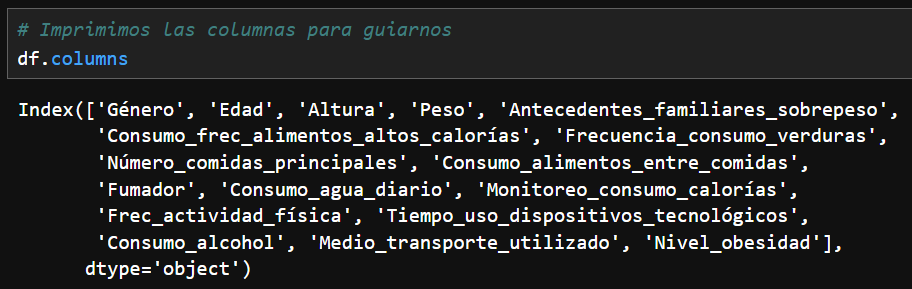 # Imprimimos las columnas para guiarnos
df.columns
Index(['Género', 'Edad', 'Altura', 'Peso', 'Antecedentes_familiares_sobrepeso',
'Consumo_frec_alimentos_altos_calorías', 'Frecuencia_consumo_verduras',
'Número_comidas_principales', 'Consumo_alimentos_entre_comidas',
'Fumador', 'Consumo_agua_diario', 'Monitoreo_consumo_calorías',
'Frec_actividad_física', 'Tiempo_uso_dispositivos_tecnológicos',
'Consumo_alcohol', 'Medio_transporte_utilizado', 'Nivel_obesidad'],
dtype='object')